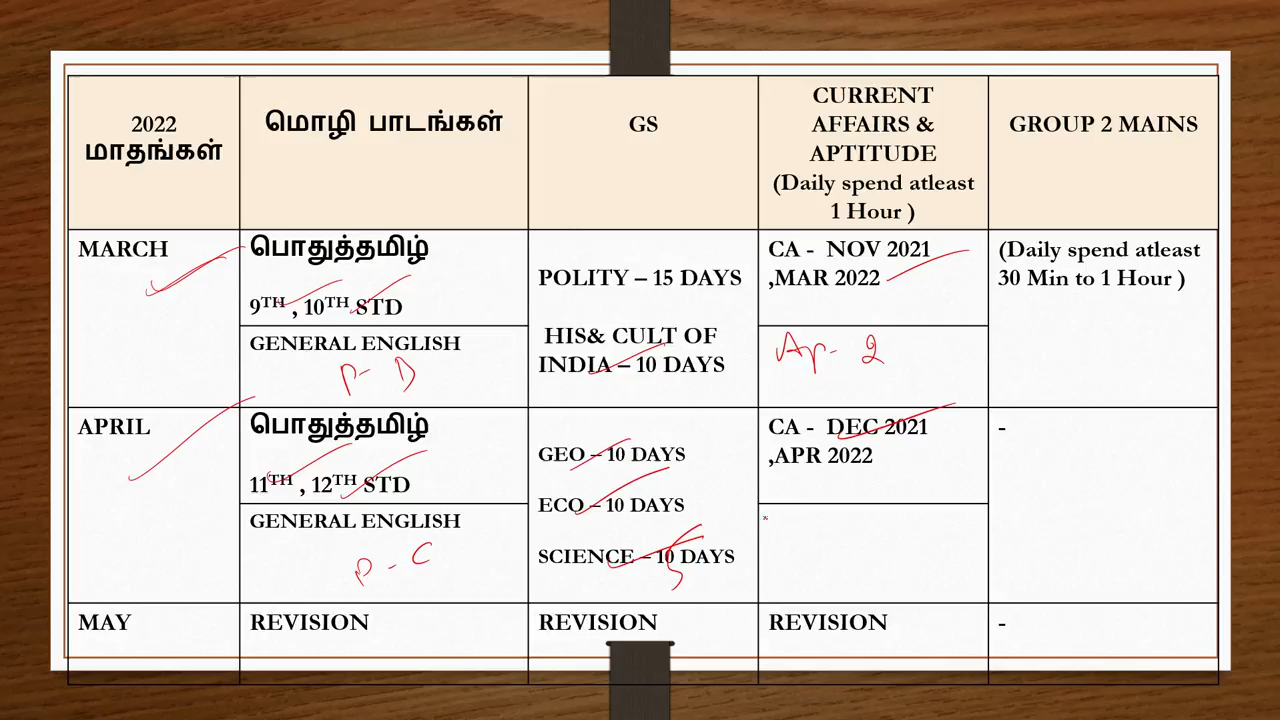 2022
மாதங்கள்
மொழி பாடங்கள்
GS
CURRENT
AFFAIRS &
APTITUDE
(Daily spend atleast
1 Hour )
GROUP 2 MAINS
MARCH
பொதுத்தமிழ்
9TH , 10TH STD
GENERAL ENGLISH
P- D
POLITY – 15 DAYS
HIS& CULT OF
INDIA – 10 DAYS
CA - NOV 2021
,MAR 2022
Ap- 2
(Daily spend atleast
30 Min to 1 Hour )
APRIL
பொதுத்தமிழ்
11TH , 12TH STD
GENERAL ENGLISH
P - C
GEO – 10 DAYS
ECO – 10 DAYS
SCIENCE – 10 DAYS
5
CA - DEC 2021
,APR 2022
-
MAY
REVISION
REVISION
REVISION
-